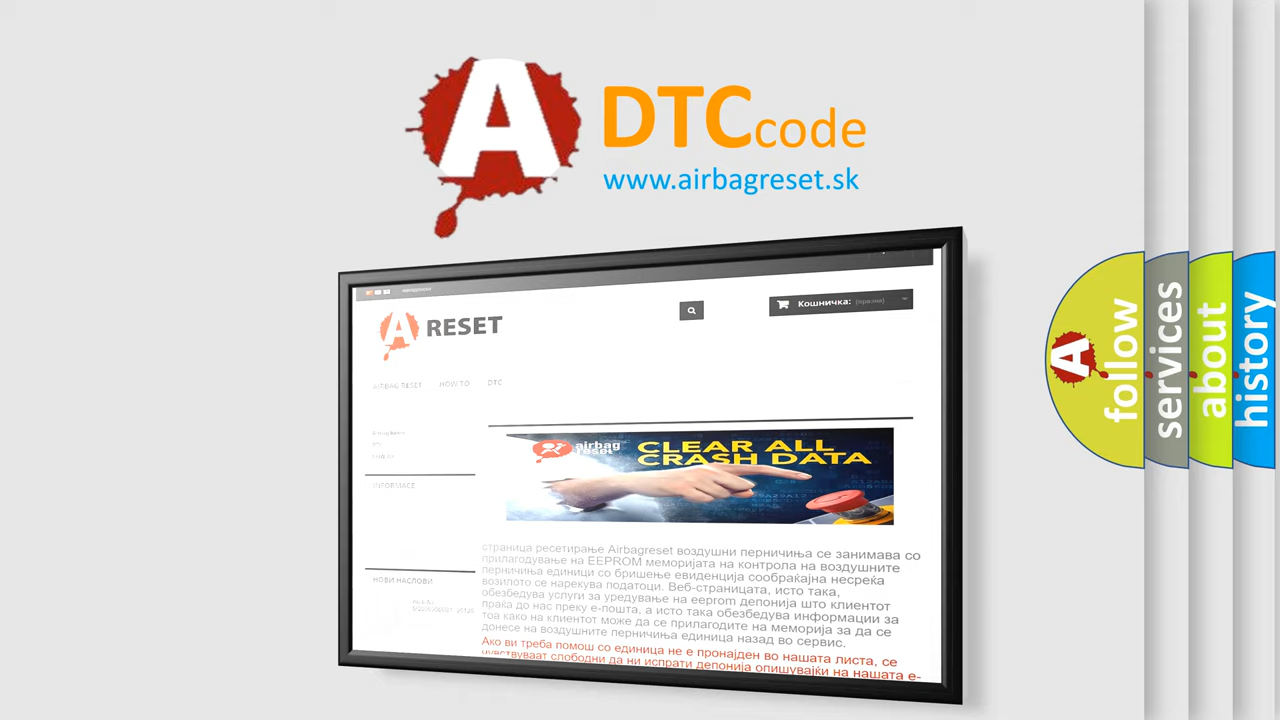 A
DTC code
www.airbagreset.sk
A RESET
Кошничка: (празни)
AIRBAG RESET HOW TO DTC
airbag
reset
CLEAR ALL
CRASH DATA
INFORMACE
страница ресетирање Airbagreset воздушни перничиња се занимава со
прилагодување на EEPROM меморијата на контрола на воздушните
перничиња единици со бришење евиденција сообраќајна несреќа
возилото се нарекува податоци. Веб-страницата, исто така,
обезбедува услуги за уредување на eeprom депонија што клиентот
праќа до нас преку е-пошта, а исто така обезбедува информации за
тоа како на клиентот може да се прилагодите на меморија за да се
донесе на воздушните перничиња единица назад во сервис.
Ако ви треба помош со единица не е пронајден во нашата листа, се
чувствуваат слободни да ни испрати депонија опишувајќи на нашата е-
НОВИ НАСЛОВИ
A
follow
services
about
history